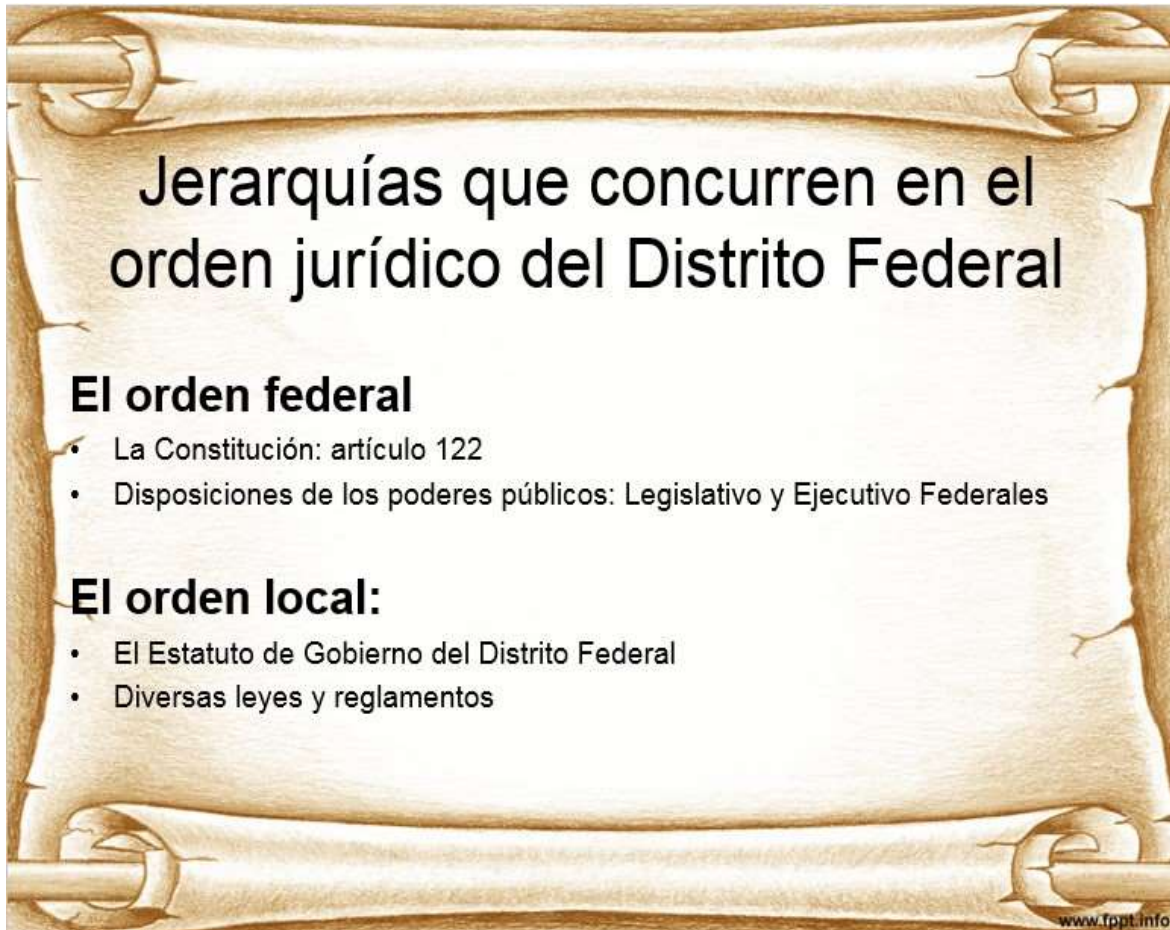 Jerarquías que concurren en el
orden jurídico del Distrito Federal
El orden federal
• La Constitución: artículo 122
• Disposiciones de los poderes públicos: Legislativo y Ejecutivo Federales
El orden local:
• El Estatuto de Gobierno del Distrito Federal
• Diversas leyes y reglamentos
www.fppt.info